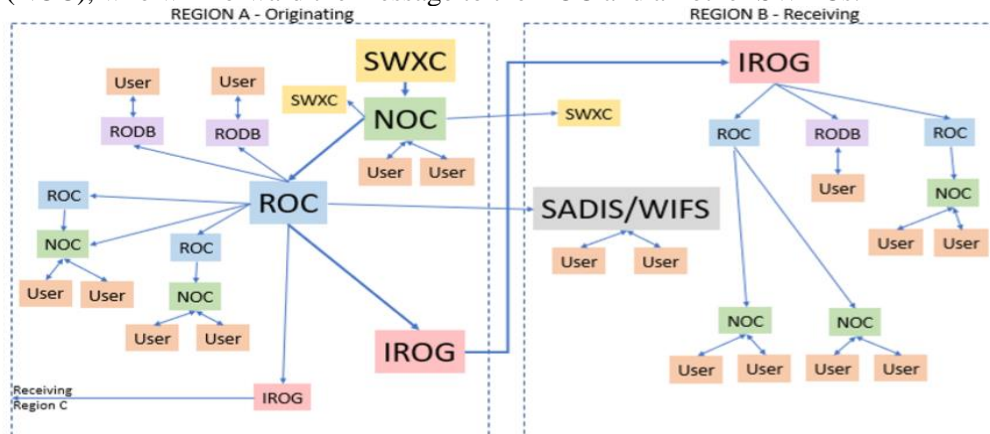 REGION A - Originating
REGION B - Receiving
SWXC
IROG
User
User
SWXC
NOC
SWXC
RODB
RODB
ROC
RODB
ROC
User
User
ROC
ROC
SADIS/WIFS
User
NOC
NOC
ROC
User
User
User
User
User
User
NOC
User
User
NOC
NOC
IROG
User
User
User
User
Receiving
Region C
IROG